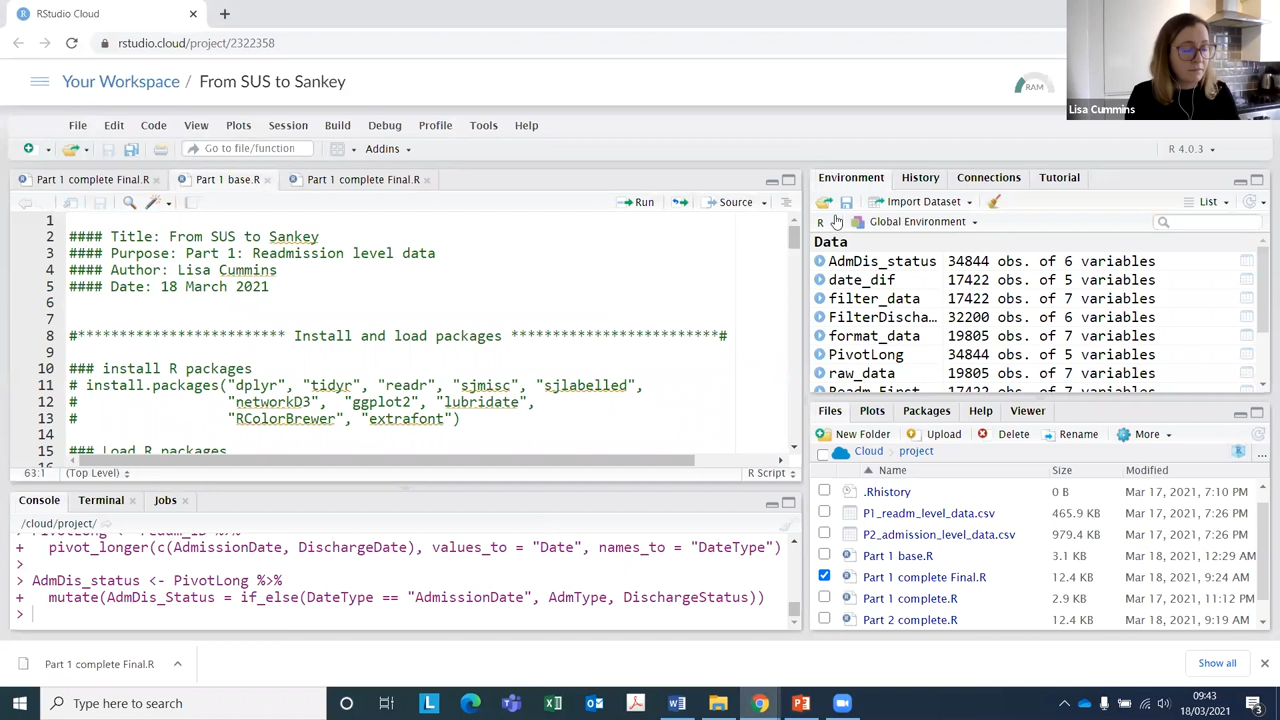 RStudio Cloud
rstudio.cloud/project/2322358
Your Workspace / From SUS to Sankey
RAM
Lisa Cummins
File Edit Code View Plots Session Build Debug Profile Tools Help
Go to file/function
Addins
R 4.0.3
Part 1 complete Final.R
Part 1 base.R
Part 1 complete Final.R
Run
Source
1
2 #### Title: From SUS to Sankey
3 #### Purpose: Part 1: Readmission level data
4 #### Author: Lisa Cummins
5 #### Date: 18 March 2021
6
7
8 #************************ Install and load packages *************************#
9
10 ### install R packages
11 # install.packages("dplyr", "tidyr", "readr", "sjmisc", "sjlabelled",
12 # "networkD3", "ggplot2", "lubridate",
13 # "RColorBrewer", "extrafont")
14
15 ### Load R packages
63:1 (Top Level) R Script
Console Terminal Jobs
/cloud/project/
+ pivot_longer(c(AdmissionDate, DischargeDate), values_to = "Date", names_to = "DateType")
>
> AdmDis_status <- PivotLong %>%
+ mutate(AdmDis_Status = if_else(DateType == "AdmissionDate", AdmType, DischargeStatus))
>
Environment History Connections Tutorial
Import Dataset List
R Global Environment
Data
AdmDis_status 34844 obs. of 6 variables
date_dif 17422 obs. of 5 variables
filter_data 17422 obs. of 7 variables
FilterDischa… 32200 obs. of 6 variables
format_data 19805 obs. of 7 variables
PivotLong 34844 obs. of 5 variables
raw_data 19805 obs. of 7 variables
Readm_First 17422 obs. of 7 variables
Files Plots Packages Help Viewer
New Folder Upload Delete Rename More
Cloud project
Name Size Modified
.Rhistory 0 B Mar 17, 2021, 7:10 PM
P1_readm_level_data.csv 465.9 KB Mar 17, 2021, 7:26 PM
P2_admission_level_data.csv 979.4 KB Mar 17, 2021, 7:26 PM
Part 1 base.R 3.1 KB Mar 18, 2021, 12:29 AM
Part 1 complete Final.R 12.4 KB Mar 18, 2021, 9:24 AM
Part 1 complete.R 2.9 KB Mar 17, 2021, 11:12 PM
Part 2 complete.R 12.4 KB Mar 18, 2021, 9:19 AM
Part 1 complete Final.R
Show all
Type here to search
09:43
18/03/2021
3